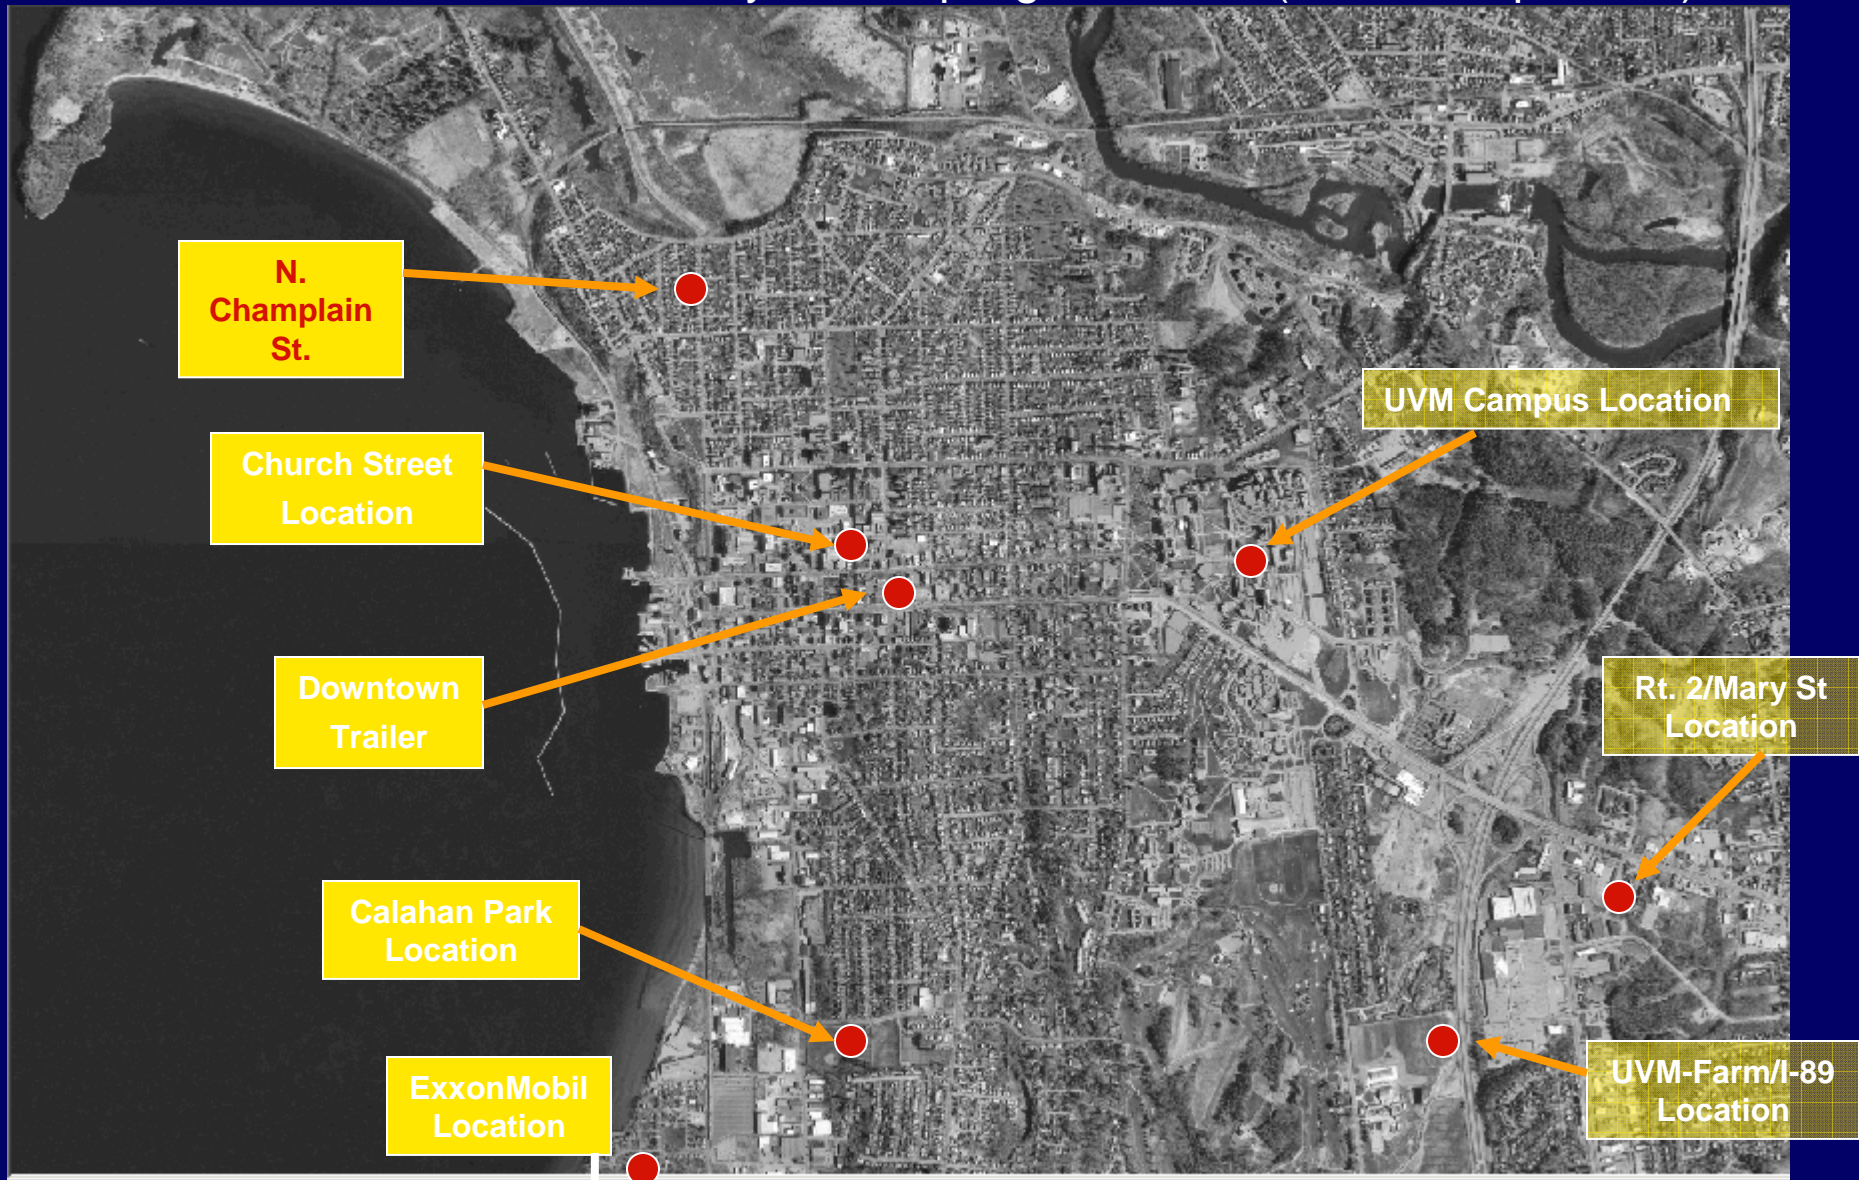 N.
Champlain
St.
UVM Campus Location
Church Street
Location
Downtown
Trailer
Rt. 2/Mary St
Location
Calahan Park
Location
ExxonMobil
Location
UVM-Farm/I-89
Location